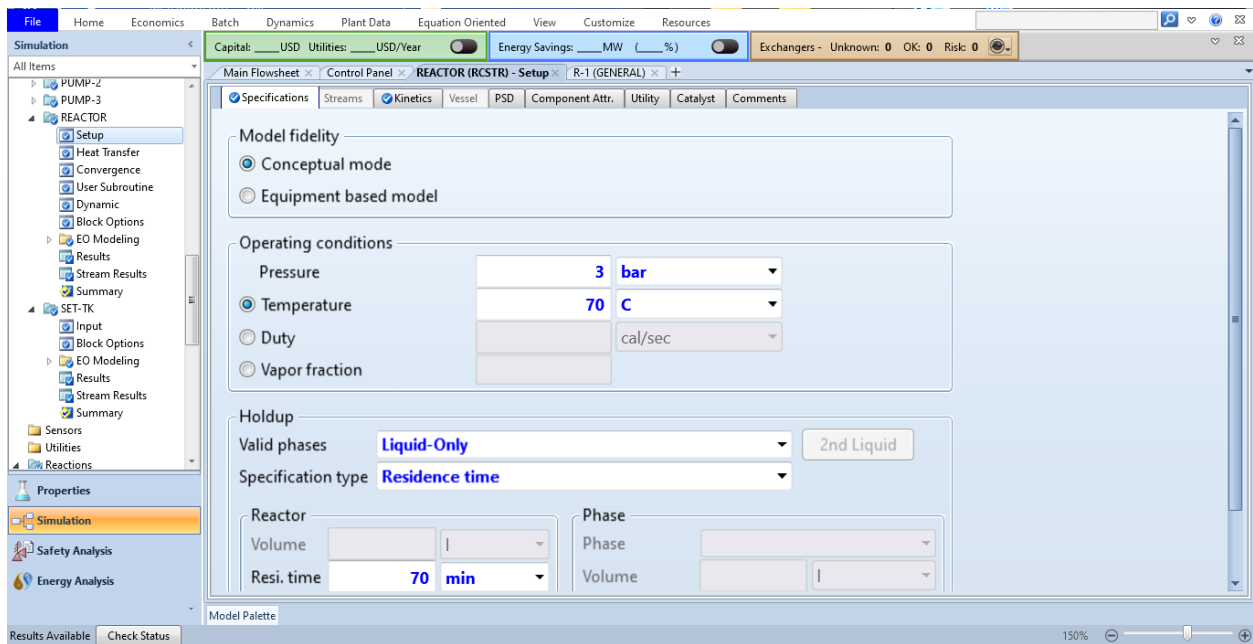 File Home Economics Batch Dynamics Plant Data Equation Oriented View Customize Resources
Simulation
All Items
Capital: ____USD Utilities: ____USD/Year
Energy Savings: ____MW (____%)
Exchangers - Unknown: 0 OK: 0 Risk: 0
Main Flowsheet × Control Panel × REACTOR (RCSTR) - Setup × R-1 (GENERAL) × +
PUMP-2
PUMP-3
REACTOR
Setup
Heat Transfer
Convergence
User Subroutine
Dynamic
Block Options
EO Modeling
Results
Stream Results
Summary
SET-TK
Input
Block Options
EO Modeling
Results
Stream Results
Summary
Sensors
Utilities
Reactions
Properties
Simulation
Safety Analysis
Energy Analysis
Specifications Streams Kinetics Vessel PSD Component Attr. Utility Catalyst Comments
Model fidelity
Conceptual mode
Equipment based model
Operating conditions
Pressure 3 bar
Temperature 70 C
Duty cal/sec
Vapor fraction
Holdup
Valid phases Liquid-Only 2nd Liquid
Specification type Residence time
Reactor
Volume l
Resi. time 70 min
Phase
Phase
Volume l
Model Palette
Results Available Check Status 150%